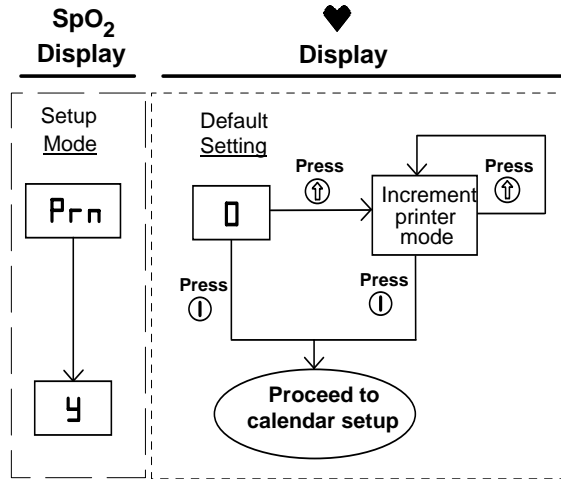 SpO2
Display
♥
Display
Setup
Mode
Default
Setting
Prn
0
Press
⇧
Increment
printer
mode
Press
⇧
Press
I
Press
I
y
Proceed to
calendar setup